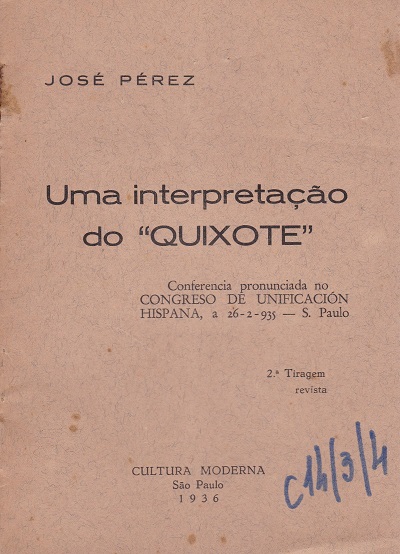 JOSÉ PÉREZ
Uma interpretação
do “QUIXOTE”
Conferencia pronunciada no
CONGRESO DE UNIFICACIÓN
HISPANA, a 26-2-935 — S. Paulo
2.ª Tiragem
revista
CULTURA MODERNA
São Paulo
1936
c14/3/4